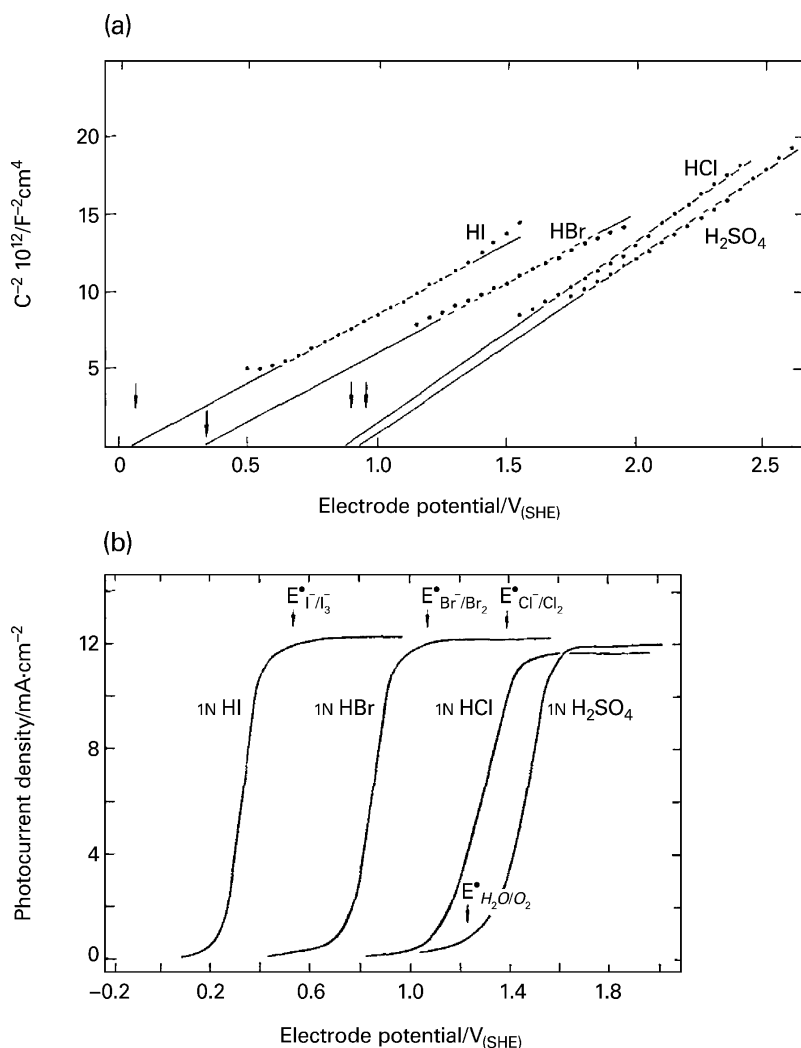 (a)
C⁻² 10¹²/F⁻²cm⁴
20
15
10
5
HI
HBr
HCl
H₂SO₄
0 0.5 1.0 1.5 2.0 2.5
Electrode potential/V(SHE)
(b)
Photocurrent density/mA·cm⁻²
12
8
4
0
E• I⁻/I₃⁻
E• Br⁻/Br₂
E• Cl⁻/Cl₂
1N HI
1N HBr
1N HCl
1N H₂SO₄
E• H₂O/O₂
−0.2 0.2 0.6 1.0 1.4 1.8
Electrode potential/V(SHE)